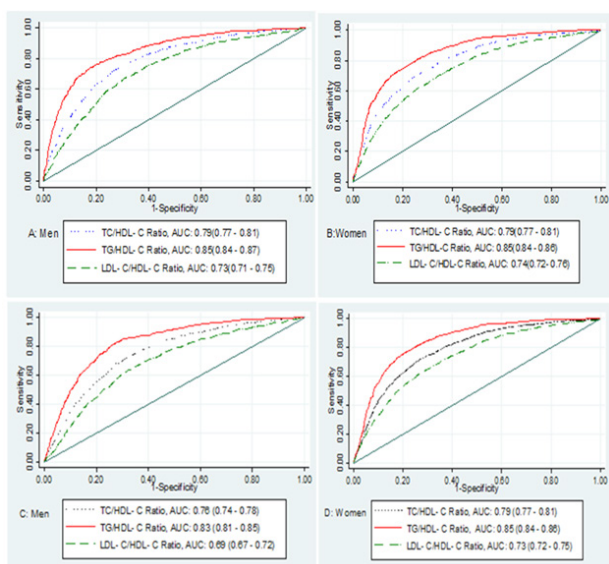 Sensitivity
0.00 0.20 0.40 0.60 0.80 1.00
0.00 0.20 0.40 0.60 0.80 1.00
1-Specificity
A: Men
TC/HDL- C Ratio, AUC: 0.79(0.77 - 0.81)
TG/HDL- C Ratio, AUC: 0.85(0.84 - 0.87)
LDL- C/HDL- C Ratio, AUC: 0.73(0.71 - 0.75)
Sensitivity
0.00 0.20 0.40 0.60 0.80 1.00
0.00 0.20 0.40 0.60 0.80 1.00
1-Specificity
B:Women
TC/HDL- C Ratio, AUC: 0.79(0.77 - 0.81)
TG/HDL- C Ratio, AUC: 0.85(0.84 - 0.86)
LDL- C/HDL- C Ratio, AUC: 0.74(0.72 - 0.76)
Sensitivity
0.00 0.20 0.40 0.60 0.80 1.00
0.00 0.20 0.40 0.60 0.80 1.00
1-Specificity
C: Men
TC/HDL- C Ratio, AUC: 0.76 (0.74 - 0.78)
TG/HDL- C Ratio, AUC: 0.83 (0.81 - 0.85)
LDL- C/HDL- C Ratio, AUC: 0.69 (0.67 - 0.72)
Sensitivity
0.00 0.20 0.40 0.60 0.80 1.00
0.00 0.20 0.40 0.60 0.80 1.00
1-Specificity
D: Women
TC/HDL- C Ratio, AUC: 0.79 (0.77 - 0.81)
TG/HDL- C Ratio, AUC: 0.85 (0.84 - 0.86)
LDL- C/HDL- C Ratio, AUC: 0.73 (0.72 - 0.75)